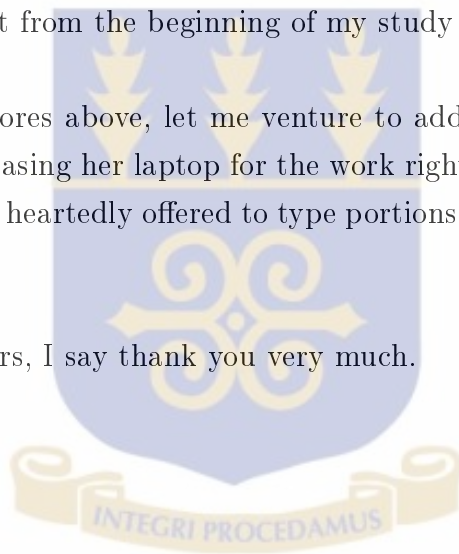 t from the beginning of my study
ores above, let me venture to add
asing her laptop for the work right
heartedly offered to type portions
rs, I say thank you very much.
INTEGRI PROCEDAMUS